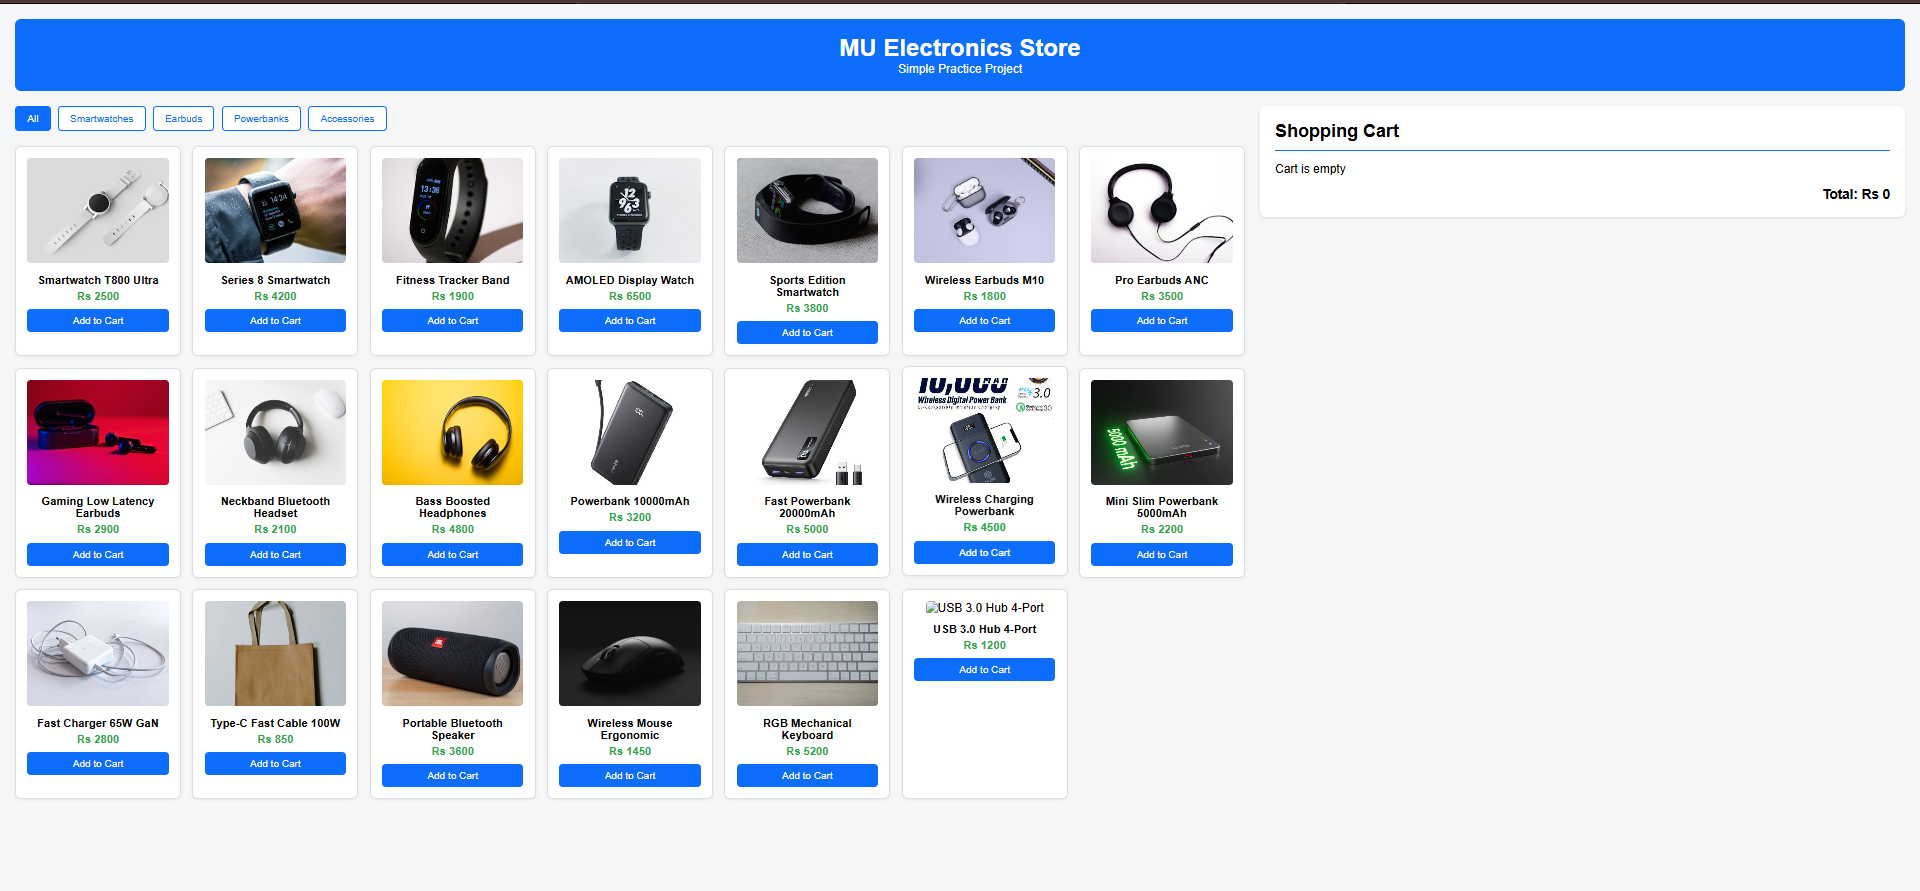 MU Electronics Store
Simple Practice Project
All
Smartwatches
Earbuds
Powerbanks
Accessories
Shopping Cart
Cart is empty
Total: Rs 0
Smartwatch T800 Ultra
Rs 2500
Add to Cart
14 24
Series 8 Smartwatch
Rs 4200
Add to Cart
13:38
Fitness Tracker Band
Rs 1900
Add to Cart
12
963
AMOLED Display Watch
Rs 6500
Add to Cart
Sports Edition
Smartwatch
Rs 3800
Add to Cart
Wireless Earbuds M10
Rs 1800
Add to Cart
Pro Earbuds ANC
Rs 3500
Add to Cart
Gaming Low Latency
Earbuds
Rs 2900
Add to Cart
Neckband Bluetooth
Headset
Rs 2100
Add to Cart
Bass Boosted
Headphones
Rs 4800
Add to Cart
Powerbank 10000mAh
Rs 3200
Add to Cart
Fast Powerbank
20000mAh
Rs 5000
Add to Cart
10,000
3.0
Wireless Digital Power Bank
Wireless Charging
Powerbank
Rs 4500
Add to Cart
5000 mAh
Mini Slim Powerbank
5000mAh
Rs 2200
Add to Cart
Fast Charger 65W GaN
Rs 2800
Add to Cart
Type-C Fast Cable 100W
Rs 850
Add to Cart
JBL
Portable Bluetooth
Speaker
Rs 3600
Add to Cart
Wireless Mouse
Ergonomic
Rs 1450
Add to Cart
RGB Mechanical
Keyboard
Rs 5200
Add to Cart
USB 3.0 Hub 4-Port
USB 3.0 Hub 4-Port
Rs 1200
Add to Cart